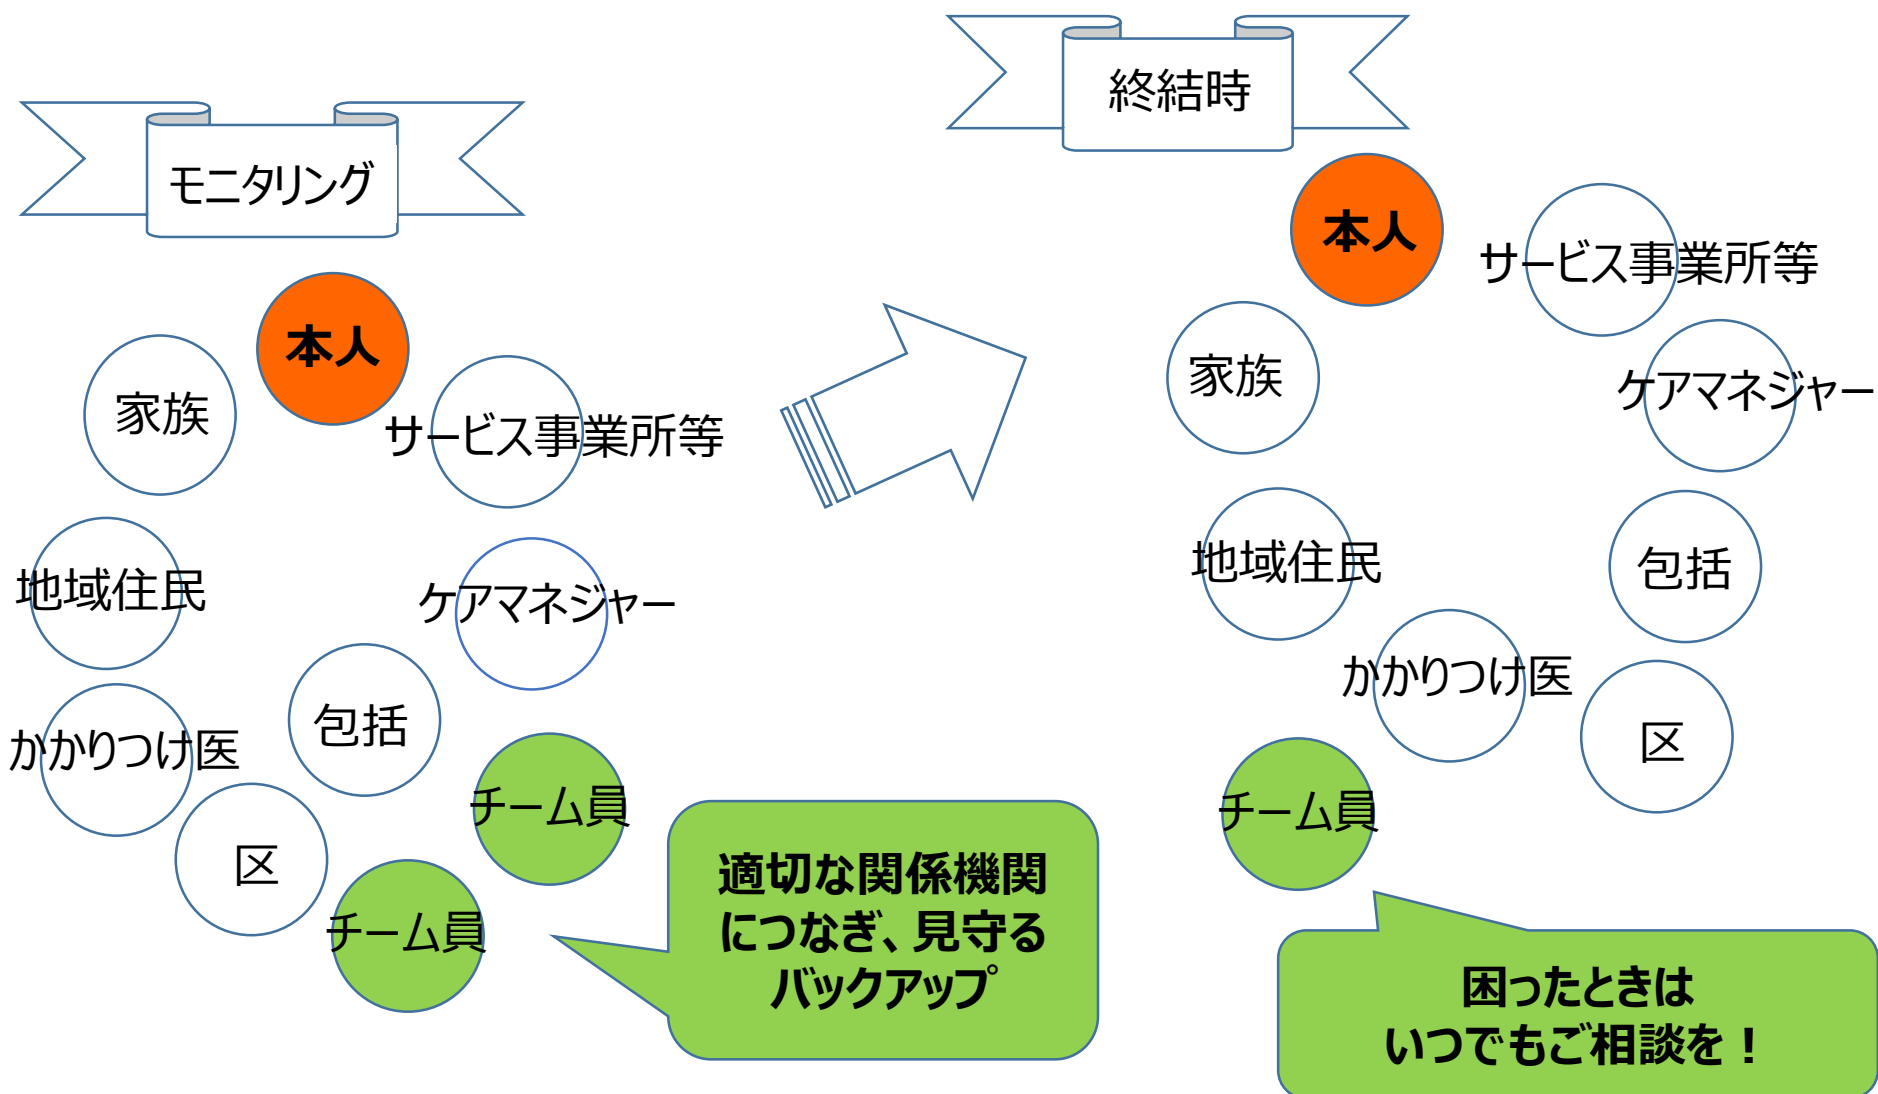 モニタリング
本人
家族
サービス事業所等
地域住民
ケアマネジャー
かかりつけ医
包括
区
チーム員
チーム員
適切な関係機関
につなぎ、見守る
バックアップ
終結時
本人
サービス事業所等
家族
ケアマネジャー
地域住民
包括
かかりつけ医
区
チーム員
困ったときは
いつでもご相談を！